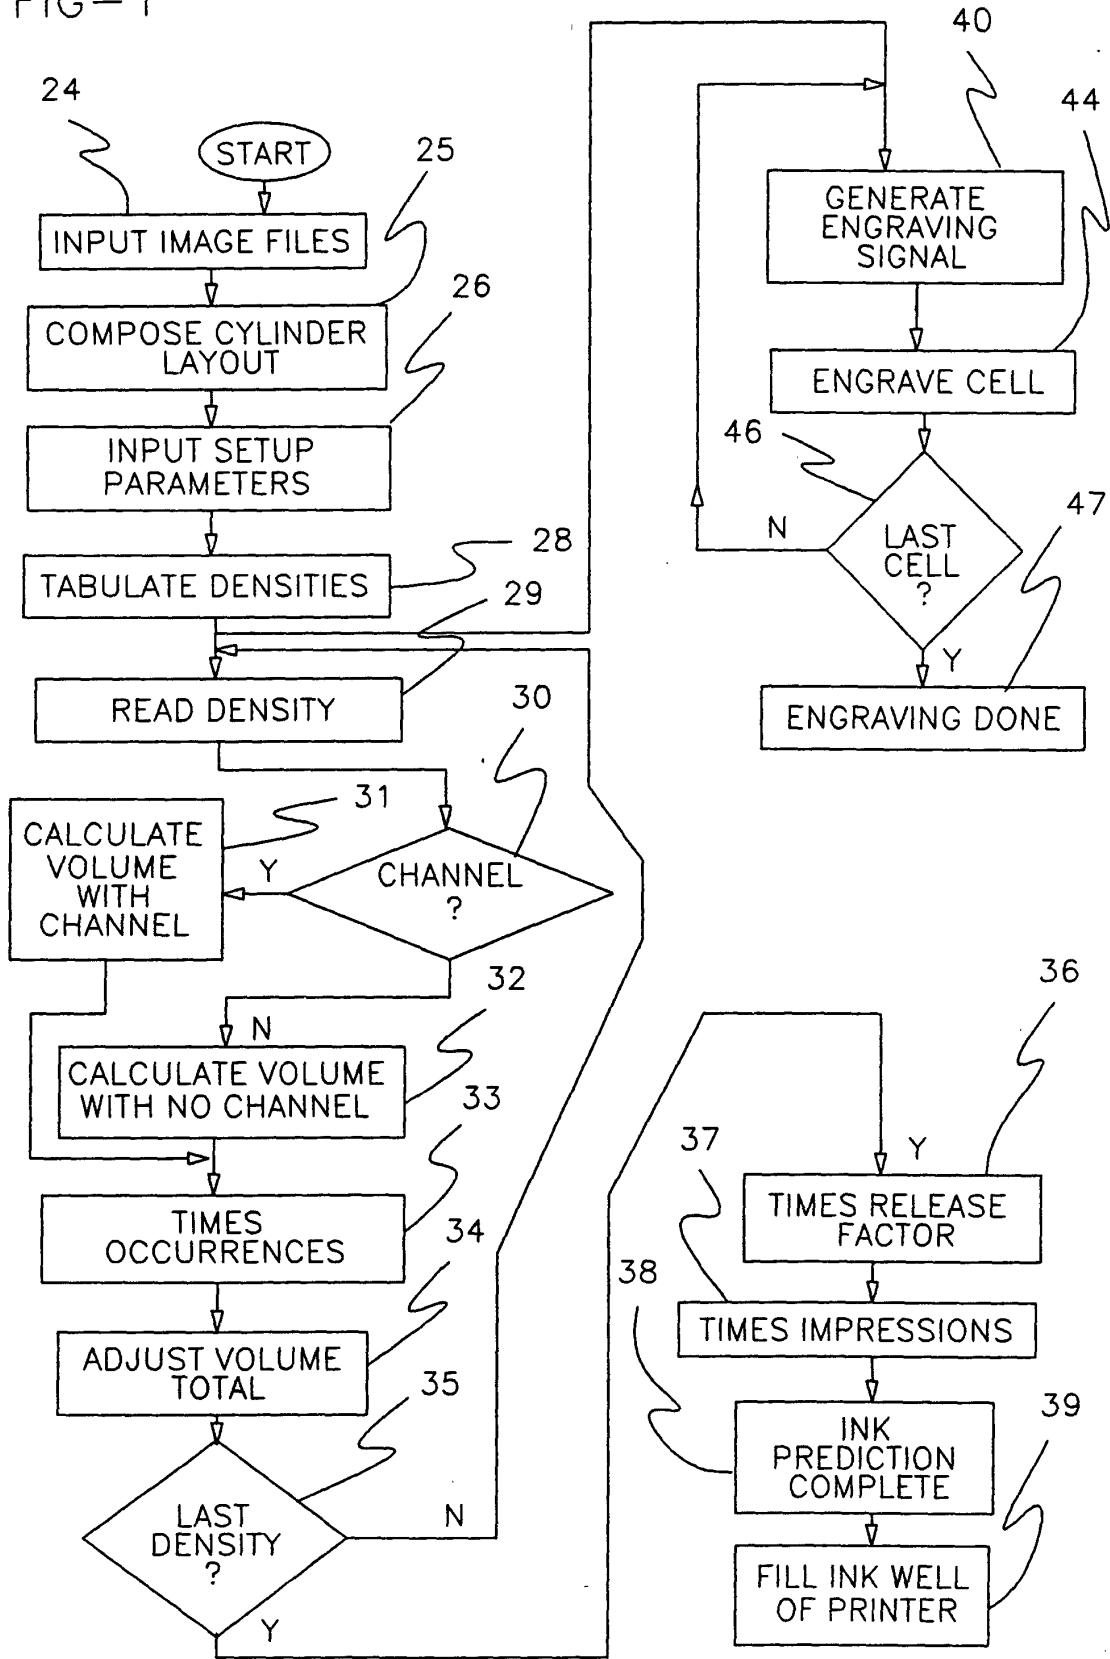 FIG-1
24
START
25
INPUT IMAGE FILES
26
COMPOSE CYLINDER
LAYOUT
INPUT SETUP
PARAMETERS
28
TABULATE DENSITIES
29
READ DENSITY
30
31
CALCULATE
VOLUME
WITH
CHANNEL
Y
CHANNEL
?
32
N
CALCULATE VOLUME
WITH NO CHANNEL
33
TIMES
OCCURRENCES
34
ADJUST VOLUME
TOTAL
35
LAST
DENSITY
?
N
Y
40
44
GENERATE
ENGRAVING
SIGNAL
ENGRAVE CELL
46
N
LAST
CELL
?
47
Y
ENGRAVING DONE
36
37
Y
TIMES RELEASE
FACTOR
38
TIMES IMPRESSIONS
39
INK
PREDICTION
COMPLETE
FILL INK WELL
OF PRINTER